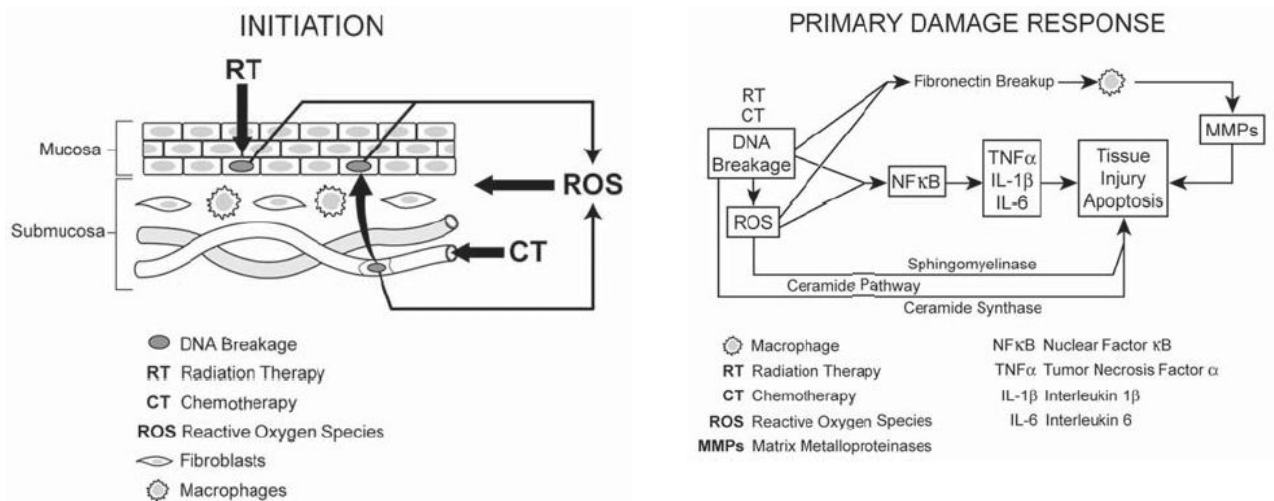 INITIATION
RT
Mucosa
Submucosa
ROS
CT
DNA Breakage
RT Radiation Therapy
CT Chemotherapy
ROS Reactive Oxygen Species
Fibroblasts
Macrophages
PRIMARY DAMAGE RESPONSE
RT
CT
DNA
Breakage
ROS
Fibronectin Breakup
MMPs
NFκB
TNFα
IL-1β
IL-6
Tissue
Injury
Apoptosis
Sphingomyelinase
Ceramide Pathway
Ceramide Synthase
Macrophage
RT Radiation Therapy
CT Chemotherapy
ROS Reactive Oxygen Species
MMPs Matrix Metalloproteinases
NFκB Nuclear Factor κB
TNFα Tumor Necrosis Factor α
IL-1β Interleukin 1β
IL-6 Interleukin 6